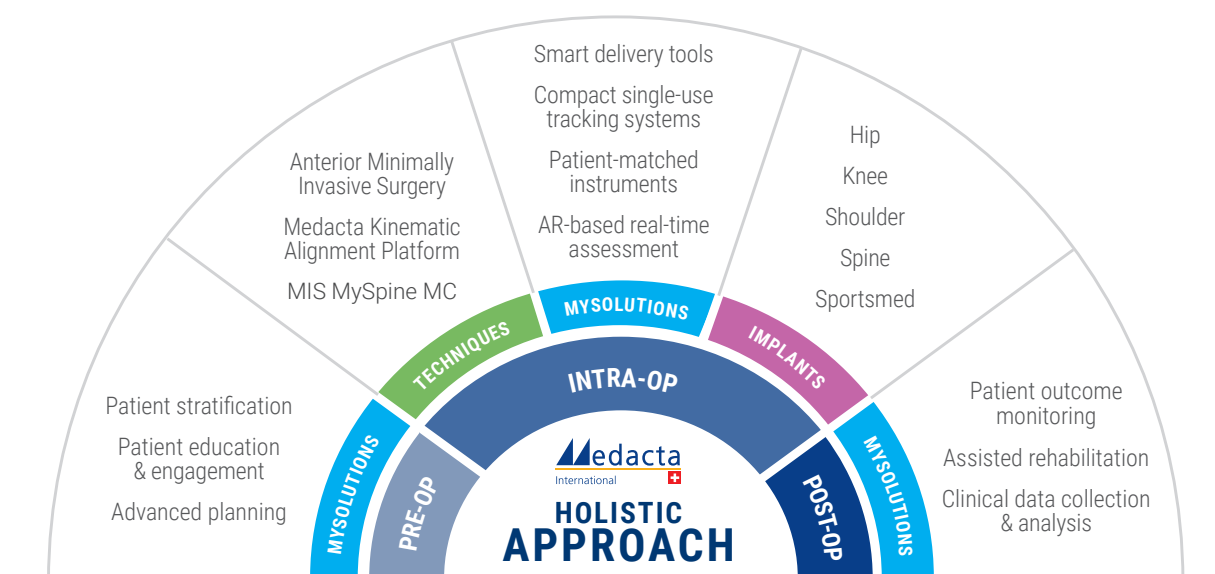 Patient stratification
Patient education
& engagement
Advanced planning
MYSOLUTIONS
PRE-OP
Anterior Minimally
Invasive Surgery
Medacta Kinematic
Alignment Platform
MIS MySpine MC
TECHNIQUES
Smart delivery tools
Compact single-use
tracking systems
Patient-matched
instruments
AR-based real-time
assessment
MYSOLUTIONS
INTRA-OP
Hip
Knee
Shoulder
Spine
Sportsmed
IMPLANTS
Patient outcome
monitoring
Assisted rehabilitation
Clinical data collection
& analysis
MYSOLUTIONS
POST-OP
Medacta
International
HOLISTIC
APPROACH